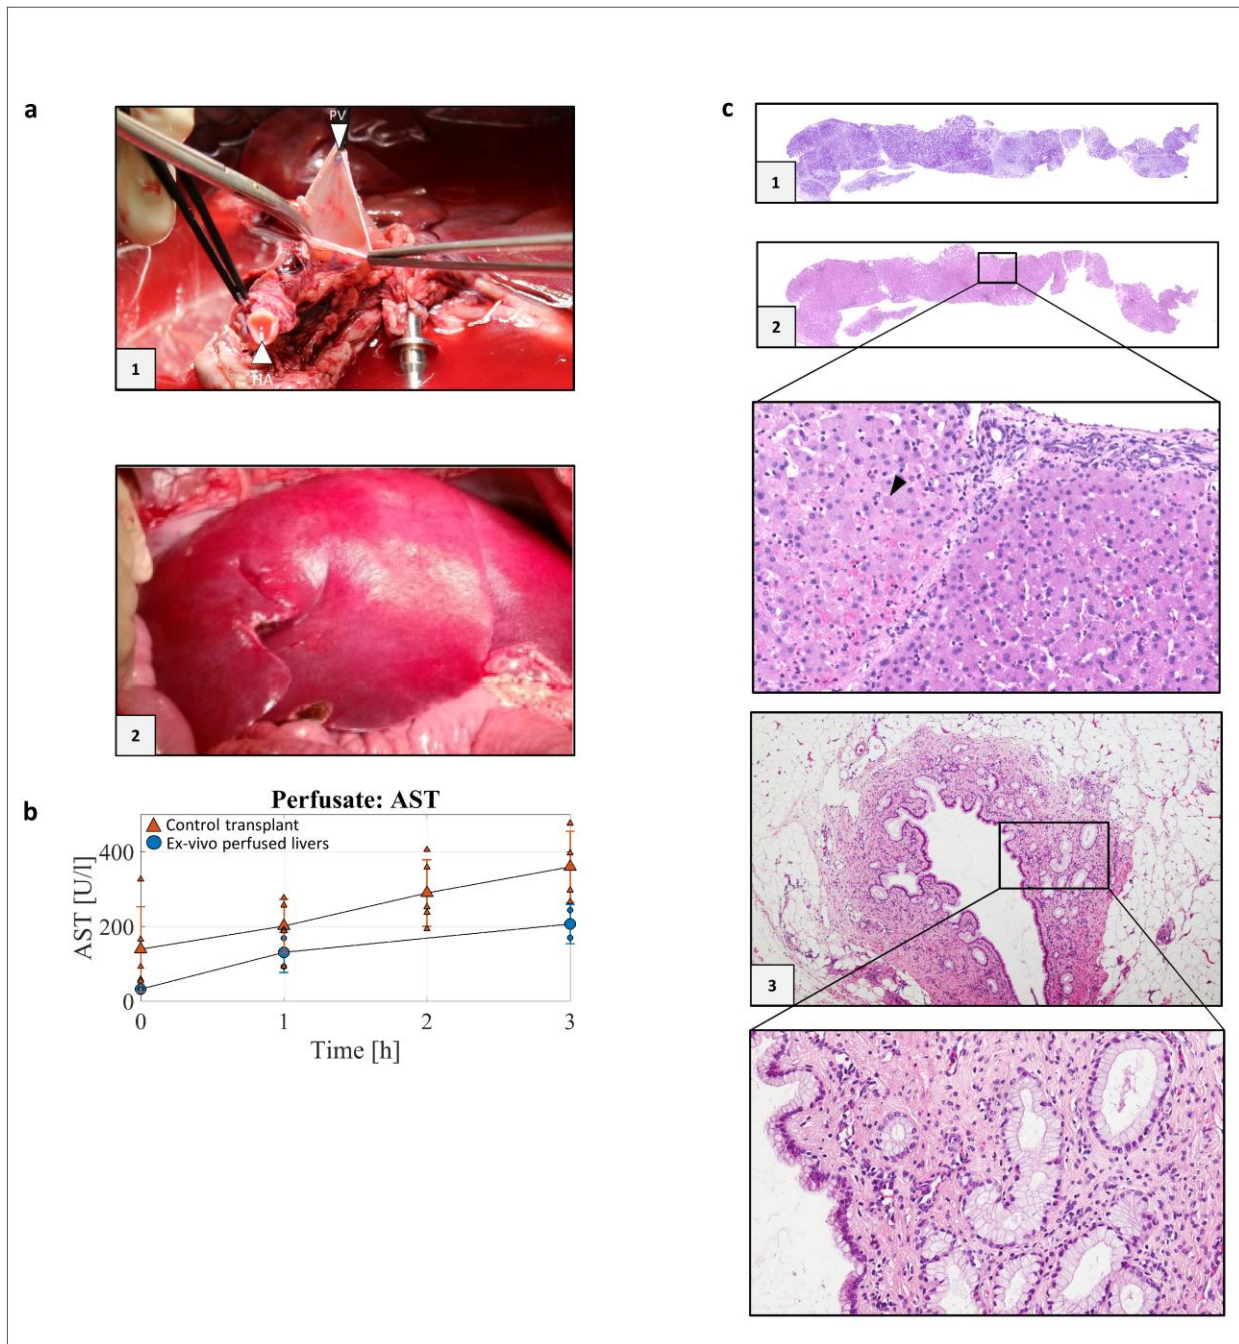 a
PV
HA
1
2
b
Perfusate: AST
Control transplant
Ex-vivo perfused livers
AST [U/l]
400
200
0
0
1
2
3
Time [h]
c
1
2
3